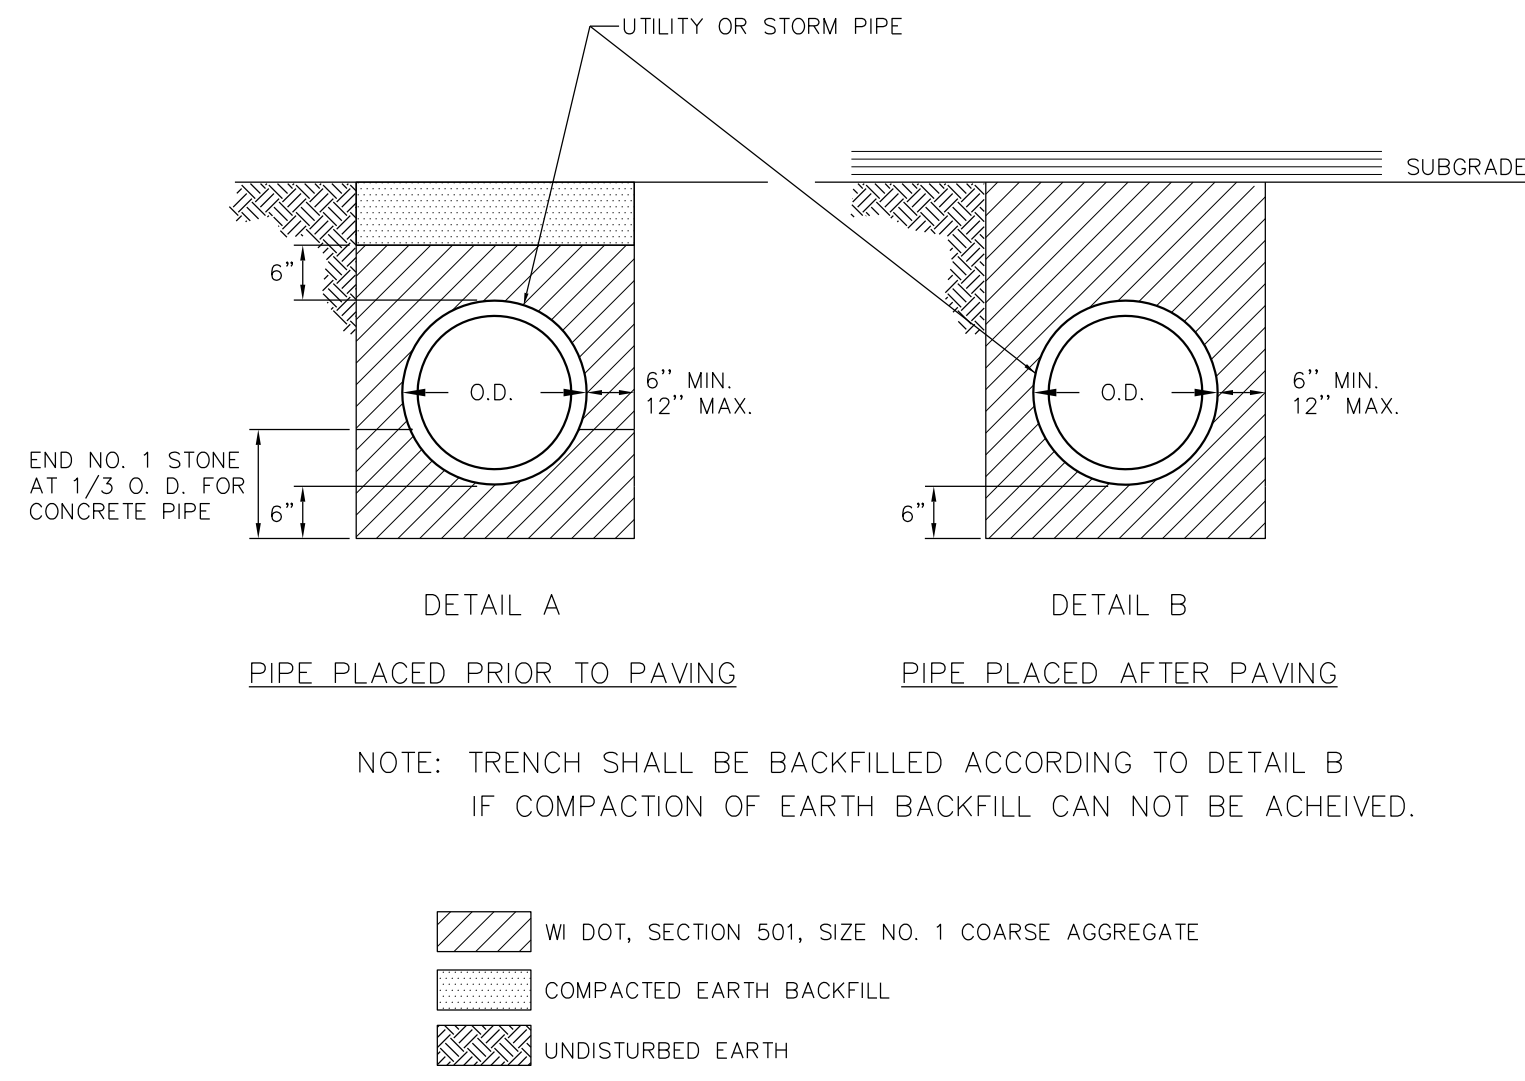 UTILITY OR STORM PIPE
SUBGRADE
6”
O.D.
6’’ MIN.
12’’ MAX.
END NO. 1 STONE
AT 1/3 O. D. FOR
CONCRETE PIPE
6”
O.D.
6’’ MIN.
12’’ MAX.
6”
DETAIL A
PIPE PLACED PRIOR TO PAVING
DETAIL B
PIPE PLACED AFTER PAVING
NOTE: TRENCH SHALL BE BACKFILLED ACCORDING TO DETAIL B
IF COMPACTION OF EARTH BACKFILL CAN NOT BE ACHEIVED.
WI DOT, SECTION 501, SIZE NO. 1 COARSE AGGREGATE
COMPACTED EARTH BACKFILL
UNDISTURBED EARTH